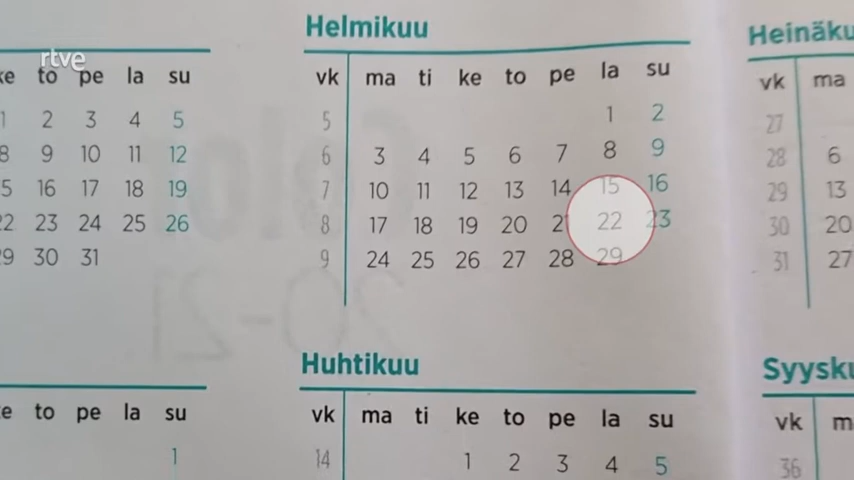 rtve
ke to pe la su
1 2 3 4 5
8 9 10 11 12
15 16 17 18 19
22 23 24 25 26
29 30 31
Helmikuu
vk ma ti ke to pe la su
5 1 2
6 3 4 5 6 7 8 9
7 10 11 12 13 14 15 16
8 17 18 19 20 21 22 23
9 24 25 26 27 28 29
Heinäku
vk ma
27
28 6
29 13
30 20
31 27
ke to pe la su
1
Huhtikuu
vk ma ti ke to pe la su
14 1 2 3 4 5
Syysku
vk m
36